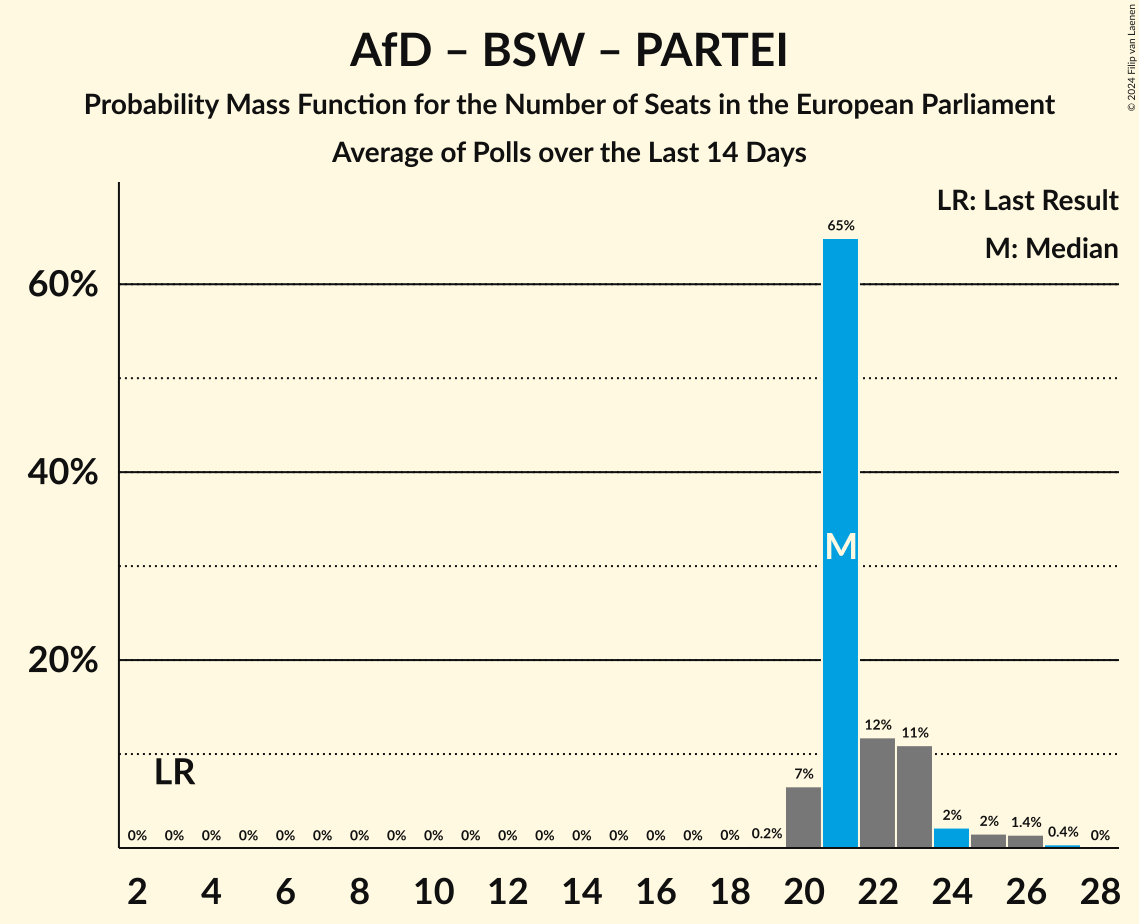 AfD – BSW – PARTEI
Probability Mass Function for the Number of Seats in the European Parliament
Average of Polls over the Last 14 Days
© 2024 Filip van Laenen
LR: Last Result
M: Median
65%
60%
40%
M
20%
12%
11%
LR
7%
2%
2%
1.4%
0.4%
0%
0% 0% 0% 0% 0% 0% 0% 0% 0% 0% 0% 0% 0% 0% 0% 0% 0% 0.2%
2 4 6 8 10 12 14 16 18 20 22 24 26 28